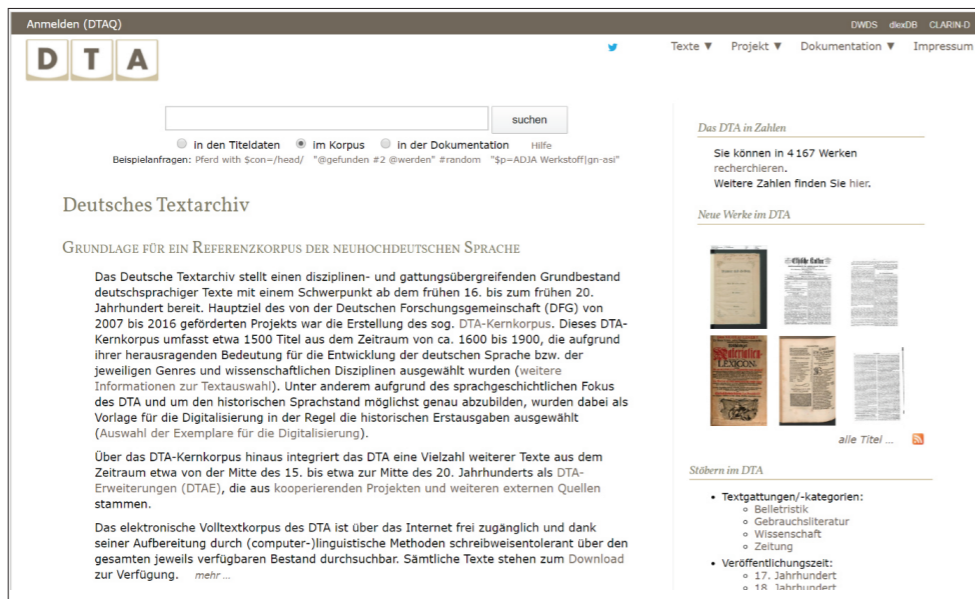 Anmelden (DTAQ)
DWDS dlexDB CLARIN-D
D T A
Texte ▼ Projekt ▼ Dokumentation ▼ Impressum
suchen
in den Titeldaten im Korpus in der Dokumentation Hilfe
Beispielanfragen: Pferd with $con=/head/ "@gefunden #2 @werden" #random "$p=ADJA Werkstoff|gn-asi"
Deutsches Textarchiv
Grundlage für ein Referenzkorpus der neuhochdeutschen Sprache
Das Deutsche Textarchiv stellt einen disziplinen- und gattungsübergreifenden Grundbestand
deutschsprachiger Texte mit einem Schwerpunkt ab dem frühen 16. bis zum frühen 20.
Jahrhundert bereit. Hauptziel des von der Deutschen Forschungsgemeinschaft (DFG) von
2007 bis 2016 geförderten Projekts war die Erstellung des sog. DTA-Kernkorpus. Dieses DTA-
Kernkorpus umfasst etwa 1500 Titel aus dem Zeitraum von ca. 1600 bis 1900, die aufgrund
ihrer herausragenden Bedeutung für die Entwicklung der deutschen Sprache bzw. der
jeweiligen Genres und wissenschaftlichen Disziplinen ausgewählt wurden (weitere
Informationen zur Textauswahl). Unter anderem aufgrund des sprachgeschichtlichen Fokus
des DTA und um den historischen Sprachstand möglichst genau abzubilden, wurden dabei als
Vorlage für die Digitalisierung in der Regel die historischen Erstausgaben ausgewählt
(Auswahl der Exemplare für die Digitalisierung).
Über das DTA-Kernkorpus hinaus integriert das DTA eine Vielzahl weiterer Texte aus dem
Zeitraum etwa von der Mitte des 15. bis etwa zur Mitte des 20. Jahrhunderts als DTA-
Erweiterungen (DTAE), die aus kooperierenden Projekten und weiteren externen Quellen
stammen.
Das elektronische Volltextkorpus des DTA ist über das Internet frei zugänglich und dank
seiner Aufbereitung durch (computer-)linguistische Methoden schreibweisentolerant über den
gesamten jeweils verfügbaren Bestand durchsuchbar. Sämtliche Texte stehen zum Download
zur Verfügung. mehr ...
Das DTA in Zahlen
Sie können in 4 167 Werken
recherchieren.
Weitere Zahlen finden Sie hier.
Neue Werke im DTA
LEXICON
alle Titel ...
Stöbern im DTA
• Textgattungen/-kategorien:
Belletristik
Gebrauchsliteratur
Wissenschaft
Zeitung
• Veröffentlichungszeit:
17. Jahrhundert
18. Jahrhundert